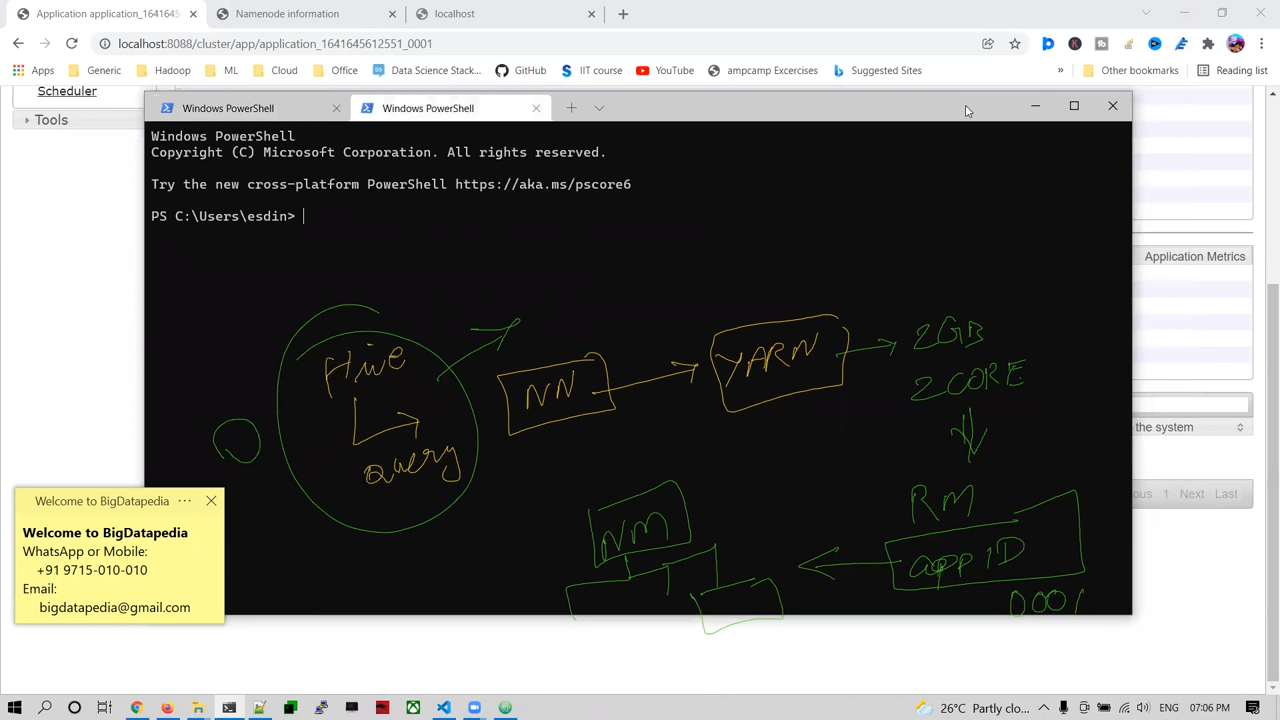 Application application_16416450
Namenode information
localhost
localhost:8088/cluster/app/application_1641645612551_0001
Apps
Generic
Hadoop
ML
Cloud
Office
Data Science Stack...
GitHub
IIT course
YouTube
ampcamp Excercises
Suggested Sites
»
Other bookmarks
Reading list
Scheduler
Tools
Windows PowerShell
Windows PowerShell
Windows PowerShell
Copyright (C) Microsoft Corporation. All rights reserved.
Try the new cross-platform PowerShell https://aka.ms/pscore6
PS C:\Users\esdin>
Application Metrics
Hive
query
NN
YARN
2GB
2CORE
RM
app ID
0001
NM
the system
ous 1 Next Last
Welcome to BigDatapedia ...
Welcome to BigDatapedia
WhatsApp or Mobile:
+91 9715-010-010
Email:
bigdatapedia@gmail.com
26°C Partly clo...
ENG
07:06 PM